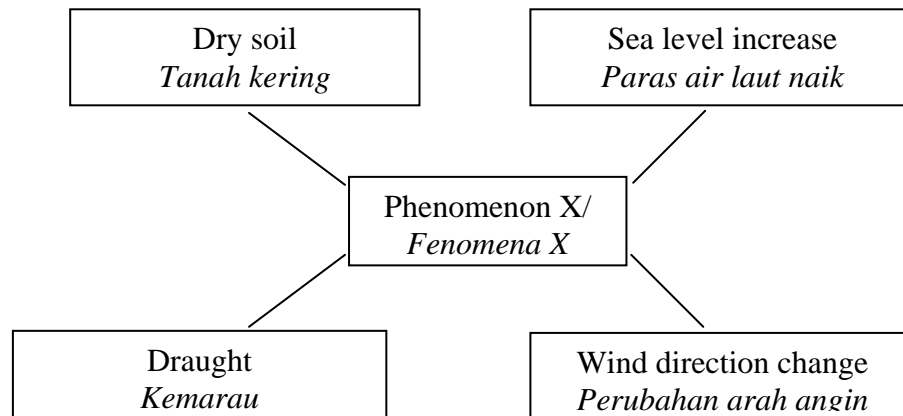 Dry soil
Tanah kering
Sea level increase
Paras air laut naik
Phenomenon X/
Fenomena X
Draught
Kemarau
Wind direction change
Perubahan arah angin